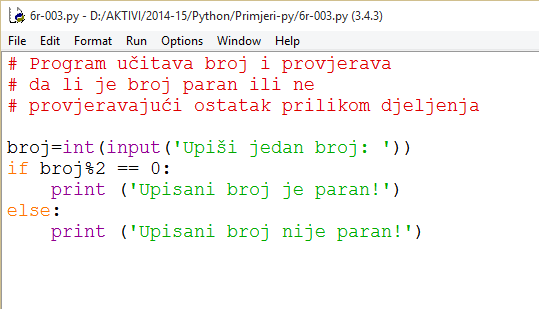 6r-003.py - D:/AKTIVI/2014-15/Python/Primjeri-py/6r-003.py (3.4.3)
File Edit Format Run Options Window Help
# Program učitava broj i provjerava
# da li je broj paran ili ne
# provjeravajući ostatak prilikom djeljenja
broj=int(input('Upiši jedan broj: '))
if broj%2 == 0:
    print ('Upisani broj je paran!')
else:
    print ('Upisani broj nije paran!')